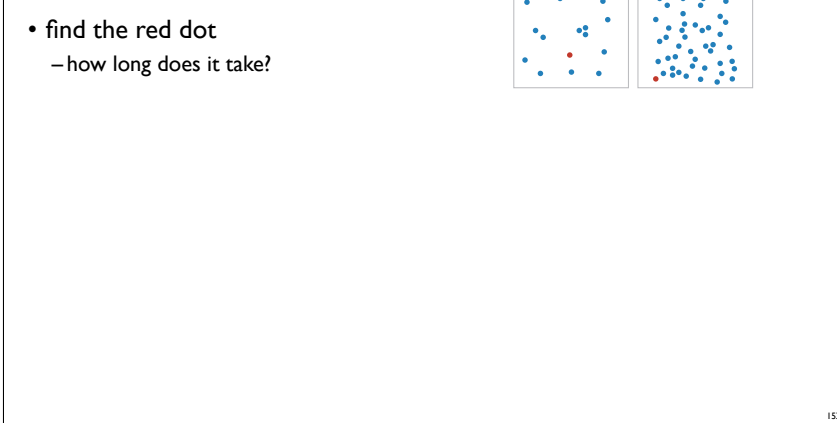 • find the red dot
– how long does it take?